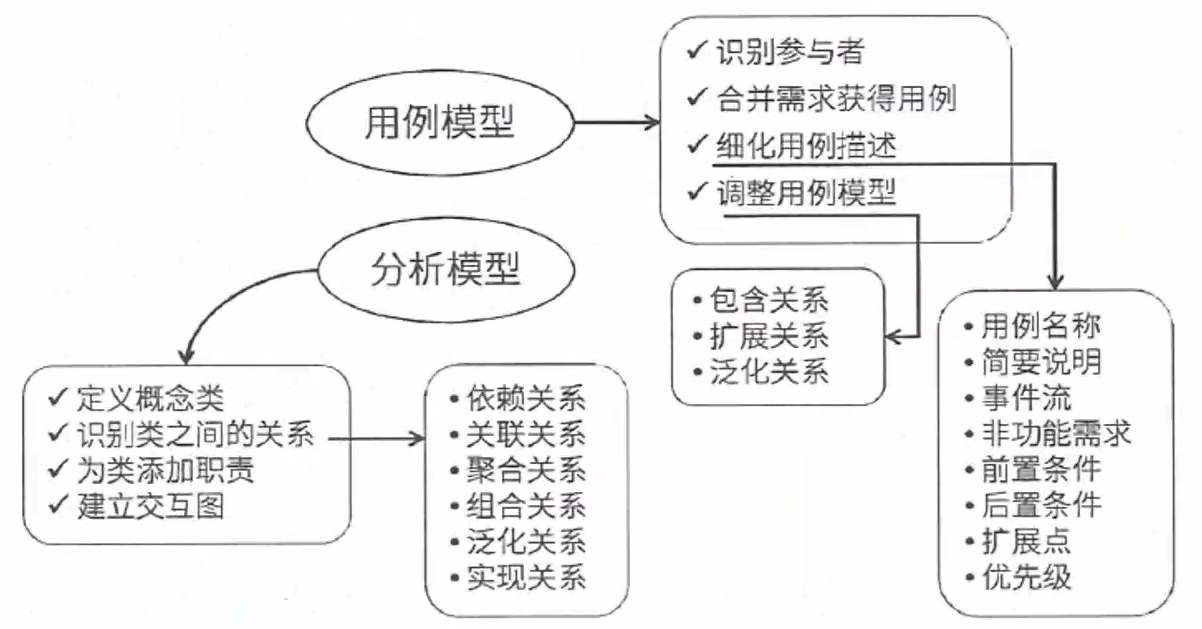 用例模型
✓ 识别参与者
✓ 合并需求获得用例
✓ 细化用例描述
✓ 调整用例模型
• 包含关系
• 扩展关系
• 泛化关系
• 用例名称
• 简要说明
• 事件流
• 非功能需求
• 前置条件
• 后置条件
• 扩展点
• 优先级
分析模型
✓ 定义概念类
✓ 识别类之间的关系
✓ 为类添加职责
✓ 建立交互图
• 依赖关系
• 关联关系
• 聚合关系
• 组合关系
• 泛化关系
• 实现关系